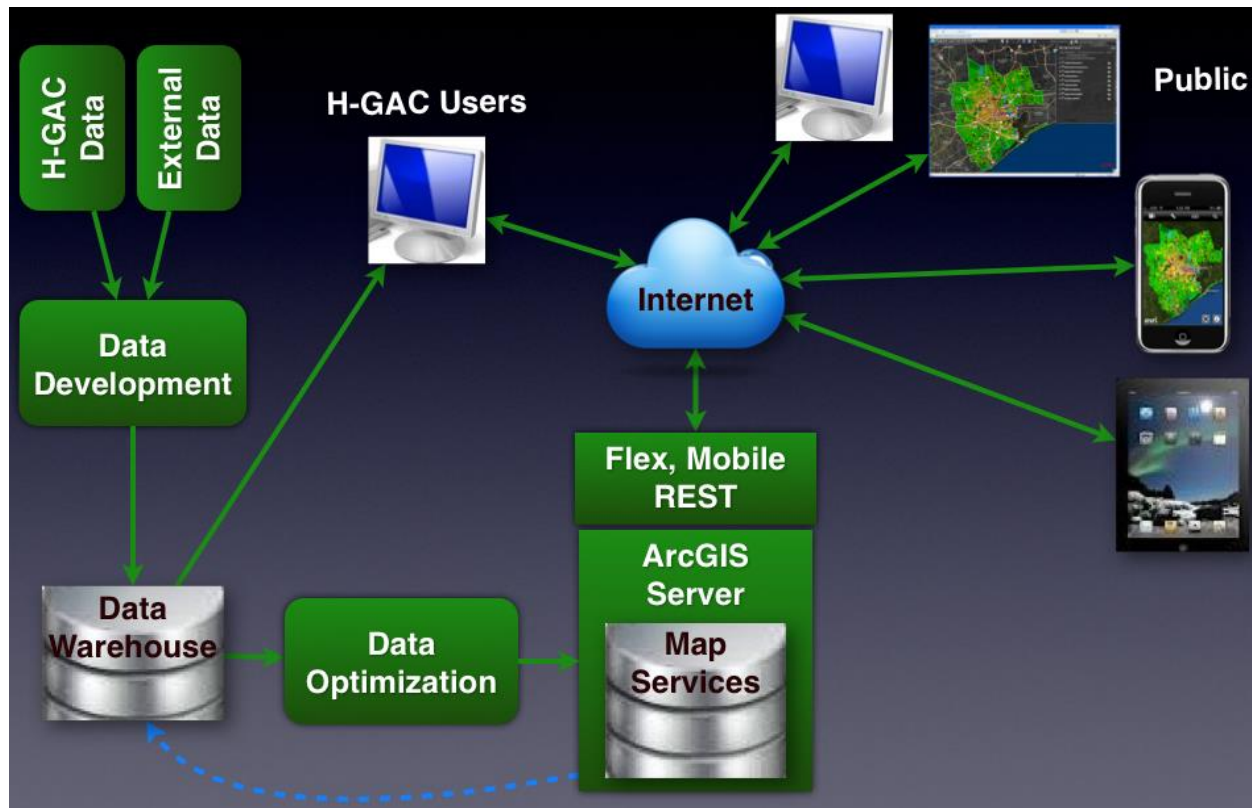 H-GAC
Data
External
Data
H-GAC Users
Public
Data
Development
Internet
Flex, Mobile
REST
ArcGIS
Server
Data
Warehouse
Data
Optimization
Map
Services